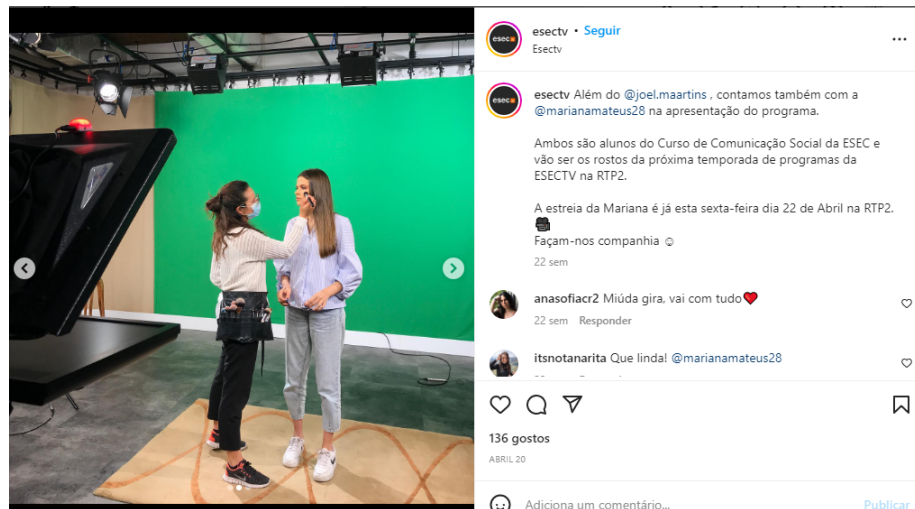 esectv • Seguir
Esectv
esectv Além do @joel.maartins , contamos também com a
@marianamateus28 na apresentação do programa.
Ambos são alunos do Curso de Comunicação Social da ESEC e
vão ser os rostos da próxima temporada de programas da
ESECTV na RTP2.
A estreia da Mariana é já esta sexta-feira dia 22 de Abril na RTP2.
Façam-nos companhia ☺
22 sem
anasofiacr2 Miúda gira, vai com tudo❤
22 sem Responder
itsnotanarita Que linda! @marianamateus28
136 gostos
ABRIL 20
Adiciona um comentário... Publicar